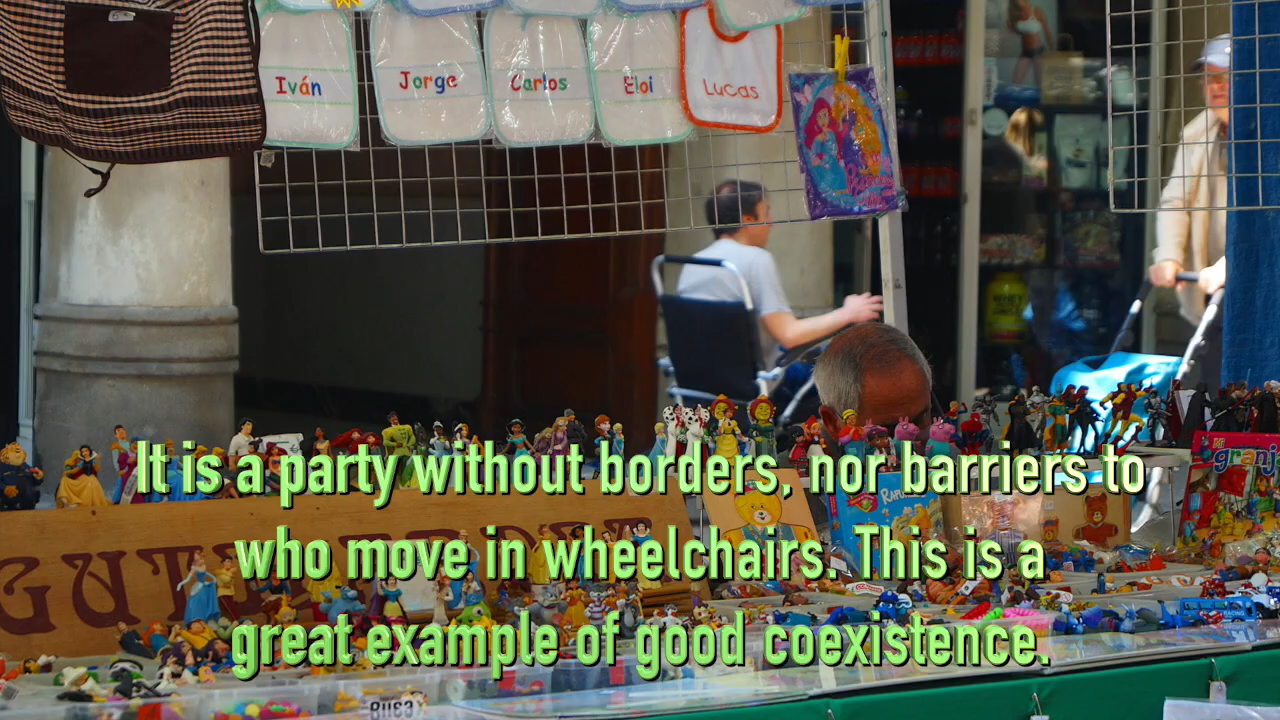 Iván
Jorge
Carlos
Eloi
Lucas
WHEY
It is a party without borders, nor barriers to
who move in wheelchairs. This is a
great example of good coexistence.